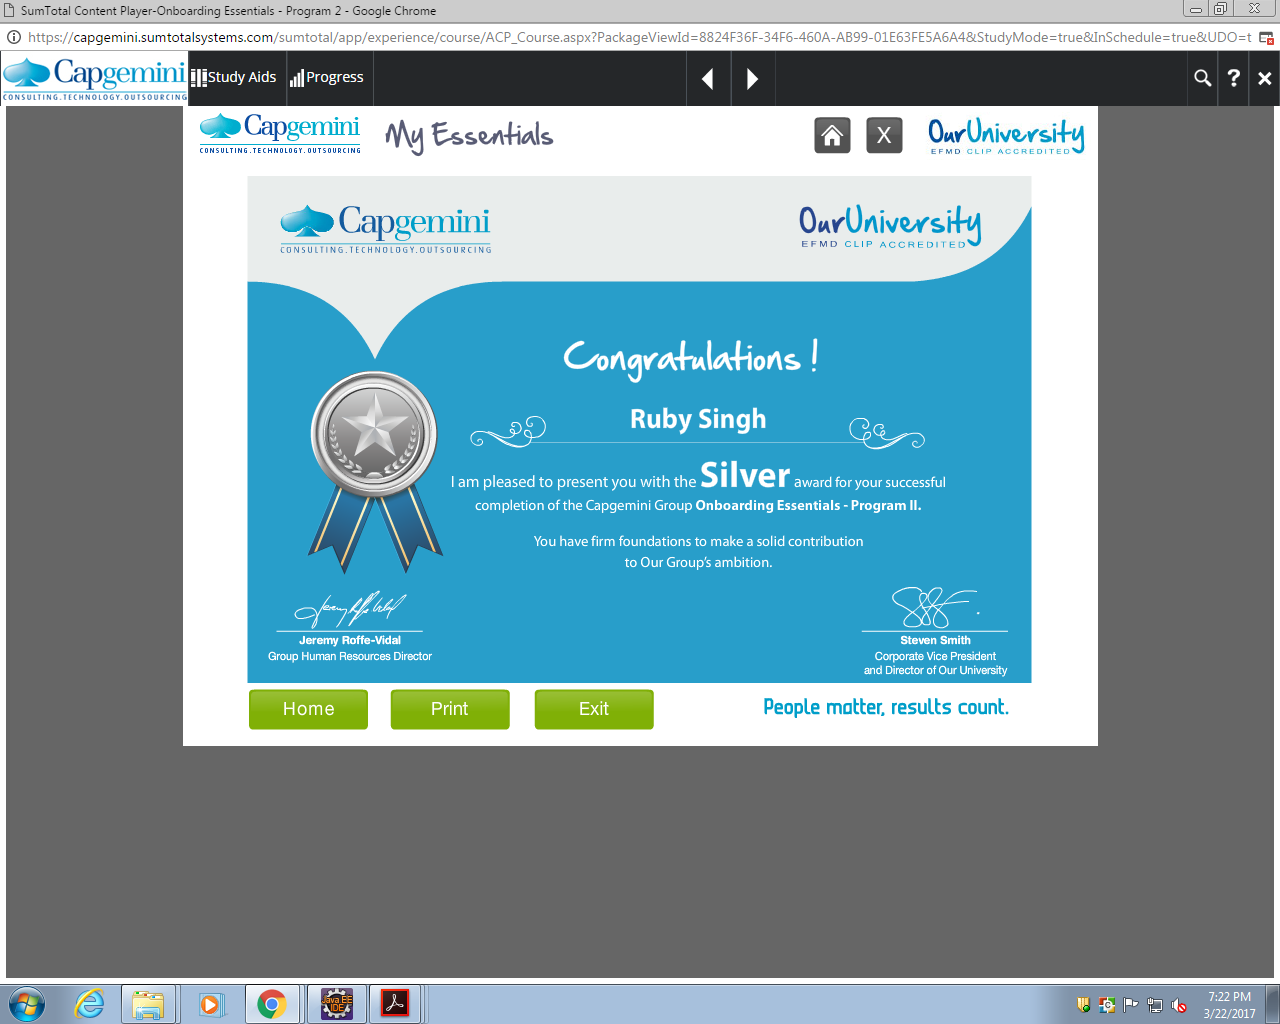 SumTotal Content Player-Onboarding Essentials - Program 2 - Google Chrome
https://capgemini.sumtotalsystems.com/sumtotal/app/experience/course/ACP_Course.aspx?PackageViewId=8824F36F-34F6-460A-AB99-01E63FE5A6A4&StudyMode=true&InSchedule=true&UDO=t
Capgemini
CONSULTING.TECHNOLOGY.OUTSOURCING
Study Aids
Progress
Capgemini
CONSULTING.TECHNOLOGY.OUTSOURCING
My Essentials
X
OurUniversity
EFMD CLIP ACCREDITED
Capgemini
CONSULTING.TECHNOLOGY.OUTSOURCING
OurUniversity
EFMD CLIP ACCREDITED
Congratulations !
Ruby Singh
I am pleased to present you with the Silver award for your successful
completion of the Capgemini Group Onboarding Essentials - Program II.
You have firm foundations to make a solid contribution
to Our Group's ambition.
Jeremy Roffe-Vidal
Group Human Resources Director
Steven Smith
Corporate Vice President
and Director of Our University
Home
Print
Exit
People matter, results count.
Java EE
IDE
7:22 PM
3/22/2017